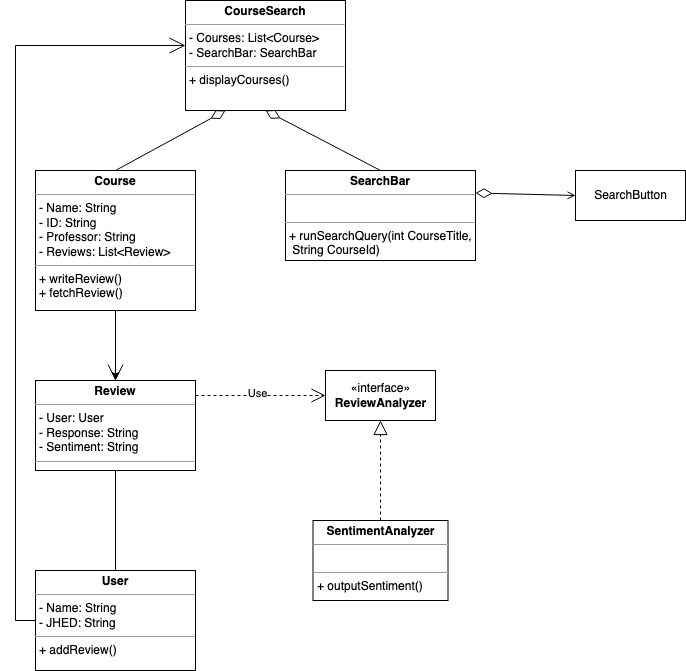 CourseSearch
- Courses: List<Course>
- SearchBar: SearchBar
+ displayCourses()
Course
- Name: String
- ID: String
- Professor: String
- Reviews: List<Review>
+ writeReview()
+ fetchReview()
SearchBar
+ runSearchQuery(int CourseTitle,
String CourseId)
SearchButton
Review
- User: User
- Response: String
- Sentiment: String
Use
«interface»
ReviewAnalyzer
SentimentAnalyzer
+ outputSentiment()
User
- Name: String
- JHED: String
+ addReview()